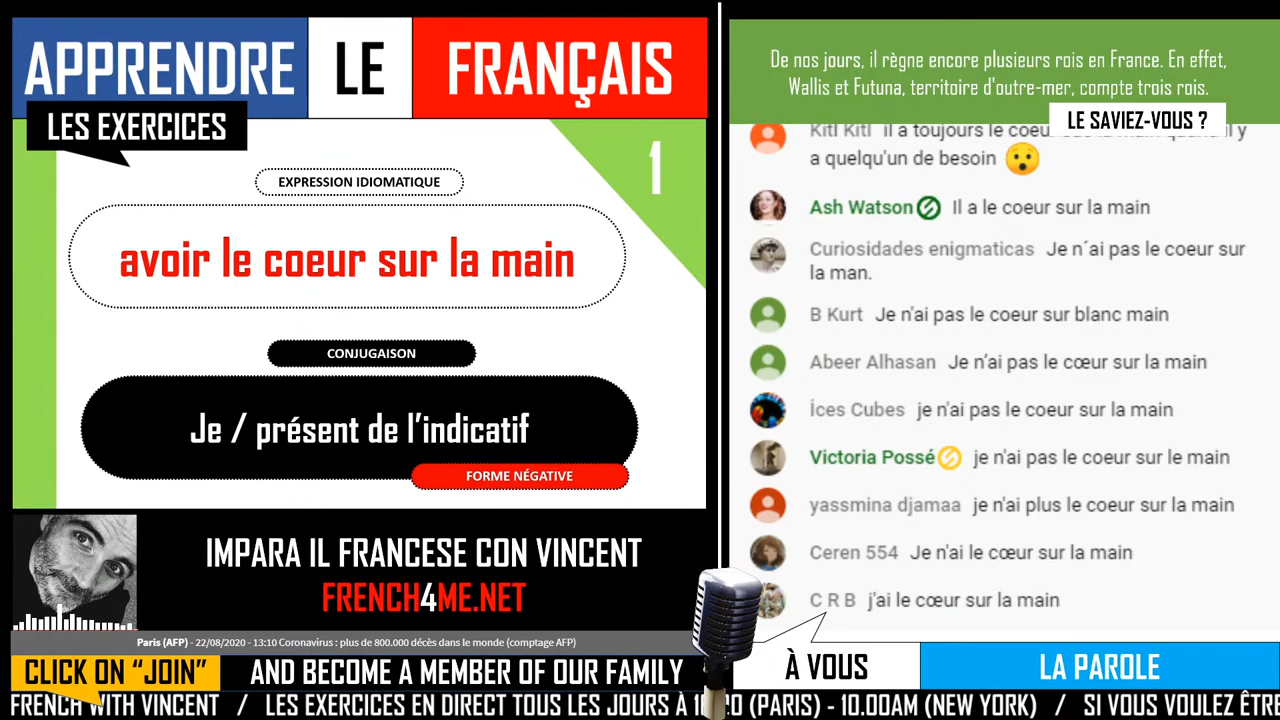 APPRENDRE LE FRANÇAIS
LES EXERCICES
1
EXPRESSION IDIOMATIQUE
avoir le coeur sur la main
CONJUGAISON
Je / présent de l'indicatif
FORME NÉGATIVE
IMPARA IL FRANCESE CON VINCENT
FRENCH4ME.NET
De nos jours, il règne encore plusieurs rois en France. En effet,
Wallis et Futuna, territoire d'outre-mer, compte trois rois.
LE SAVIEZ-VOUS ?
Kitl Kitl il a toujours le coeur y
a quelqu'un de besoin
Ash Watson Il a le coeur sur la main
Curiosidades enigmaticas Je n´ai pas le coeur sur
la man.
B Kurt Je n'ai pas le coeur sur blanc main
Abeer Alhasan Je n'ai pas le cœur sur la main
İces Cubes je n'ai pas le coeur sur la main
Victoria Possé je n'ai pas le coeur sur le main
yassmina djamaa je n'ai plus le coeur sur la main
Ceren 554 Je n'ai le cœur sur la main
C R B j'ai le cœur sur la main
Paris (AFP) - 22/08/2020 - 13:10 Coronavirus : plus de 800.000 décès dans le monde (comptage AFP)
CLICK ON “JOIN” AND BECOME A MEMBER OF OUR FAMILY
À VOUS LA PAROLE
FRENCH WITH VINCENT / LES EXERCICES EN DIRECT TOUS LES JOURS À (PARIS) - 10.00AM (NEW YORK) / SI VOUS VOULEZ ÊTRE